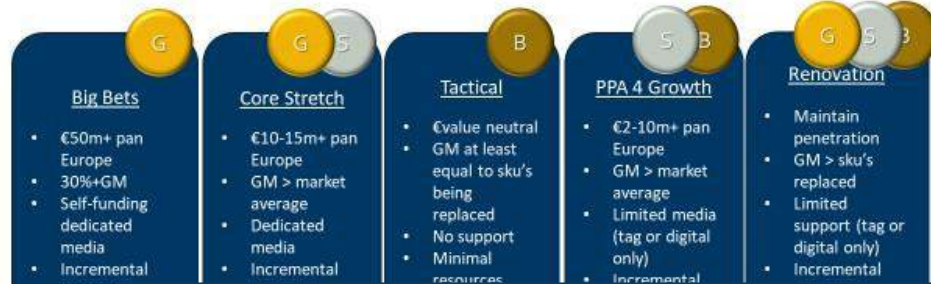 G
Big Bets
• €50m+ pan
Europe
• 30%+GM
• Self-funding
dedicated
media
• Incremental
G S
Core Stretch
• €10-15m+ pan
Europe
• GM > market
average
• Dedicated
media
• Incremental
B
Tactical
• €value neutral
• GM at least
equal to sku's
being
replaced
• No support
• Minimal
resources
S B
PPA 4 Growth
• €2-10m+ pan
Europe
• GM > market
average
• Limited media
(tag or digital
only)
• Incremental
G S B
Renovation
• Maintain
penetration
• GM > sku's
replaced
• Limited
support (tag or
digital only)
• Incremental